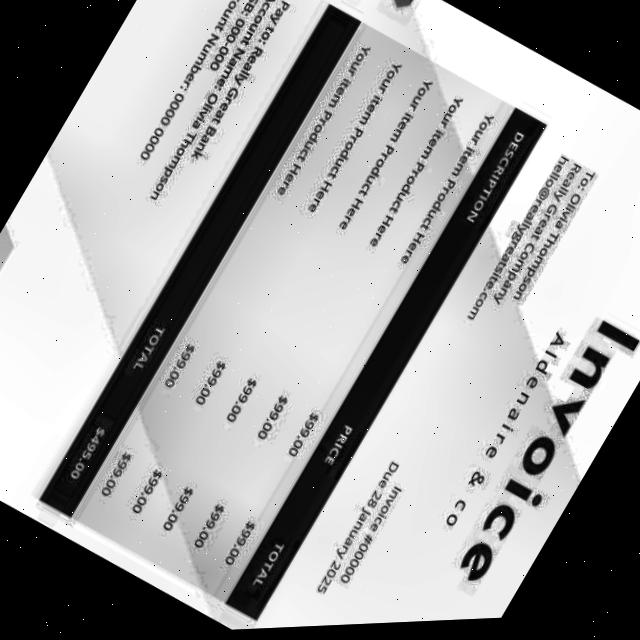 Invoice
Aidenaire & co
To: Olivia Thompson
Really Great Company
hello@reallygreatsite.com
Invoice #00000
Due 29 January 2025
DESCRIPTION PRICE TOTAL
Your Item Product Here $99.00 $99.00
Your Item Product Here $99.00 $99.00
Your Item Product Here $99.00 $99.00
Your Item Product Here $99.00 $99.00
Your Item Product Here $99.00 $99.00
TOTAL $495.00
Pay to: Really Great Bank
Account Name: Olivia Thompson
000-000
Number: 0000 0000